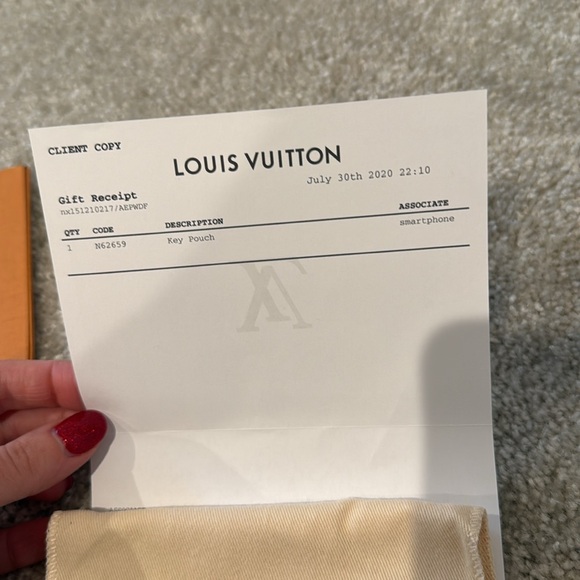 CLIENT COPY
LOUIS VUITTON
July 30th 2020 22:10
Gift Receipt
nx151210217/AEPWDF
QTY CODE DESCRIPTION ASSOCIATE
1 N62659 Key Pouch smartphone
LV